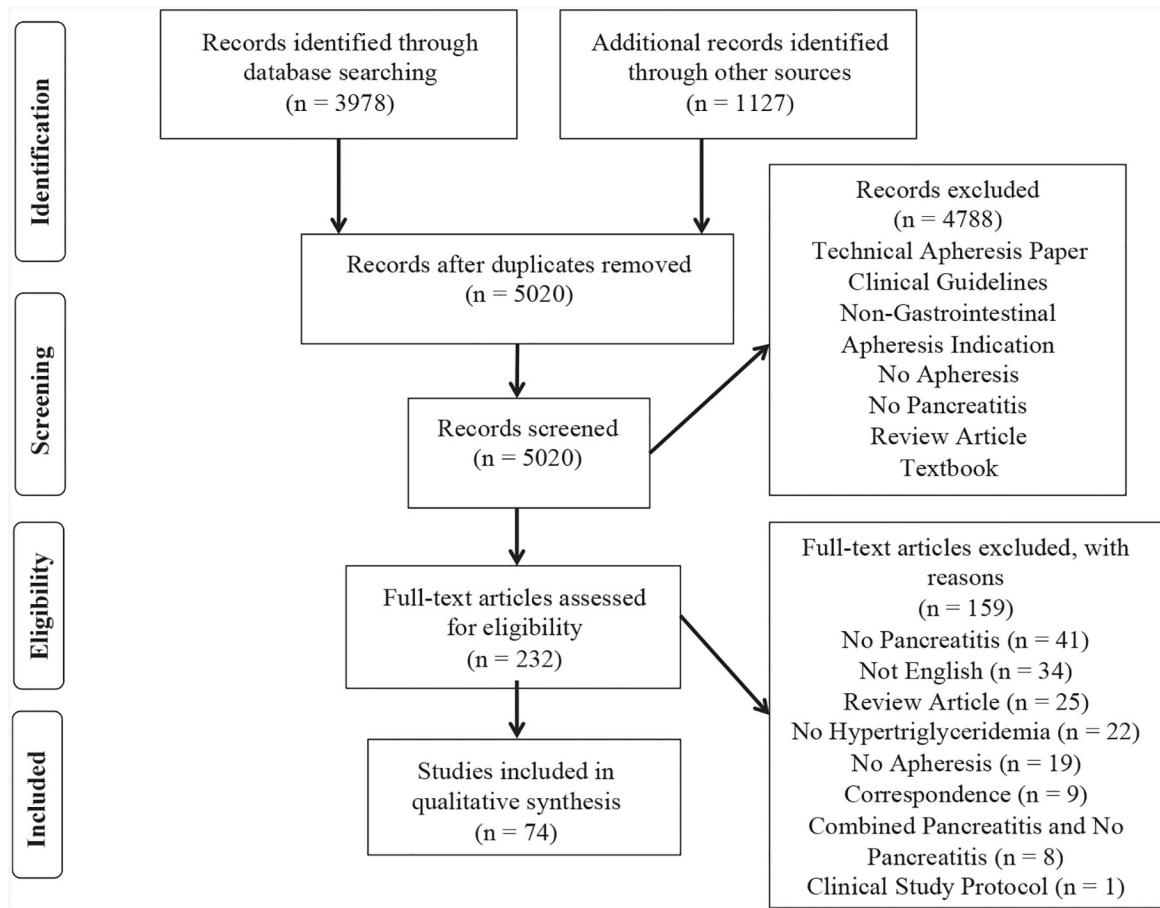 Identification
Records identified through
database searching
(n = 3978)
Additional records identified
through other sources
(n = 1127)
Records after duplicates removed
(n = 5020)
Screening
Records screened
(n = 5020)
Records excluded
(n = 4788)
Technical Apheresis Paper
Clinical Guidelines
Non-Gastrointestinal
Apheresis Indication
No Apheresis
No Pancreatitis
Review Article
Textbook
Eligibility
Full-text articles assessed
for eligibility
(n = 232)
Full-text articles excluded, with
reasons
(n = 159)
No Pancreatitis (n = 41)
Not English (n = 34)
Review Article (n = 25)
No Hypertriglyceridemia (n = 22)
No Apheresis (n = 19)
Correspondence (n = 9)
Combined Pancreatitis and No
Pancreatitis (n = 8)
Clinical Study Protocol (n = 1)
Included
Studies included in
qualitative synthesis
(n = 74)